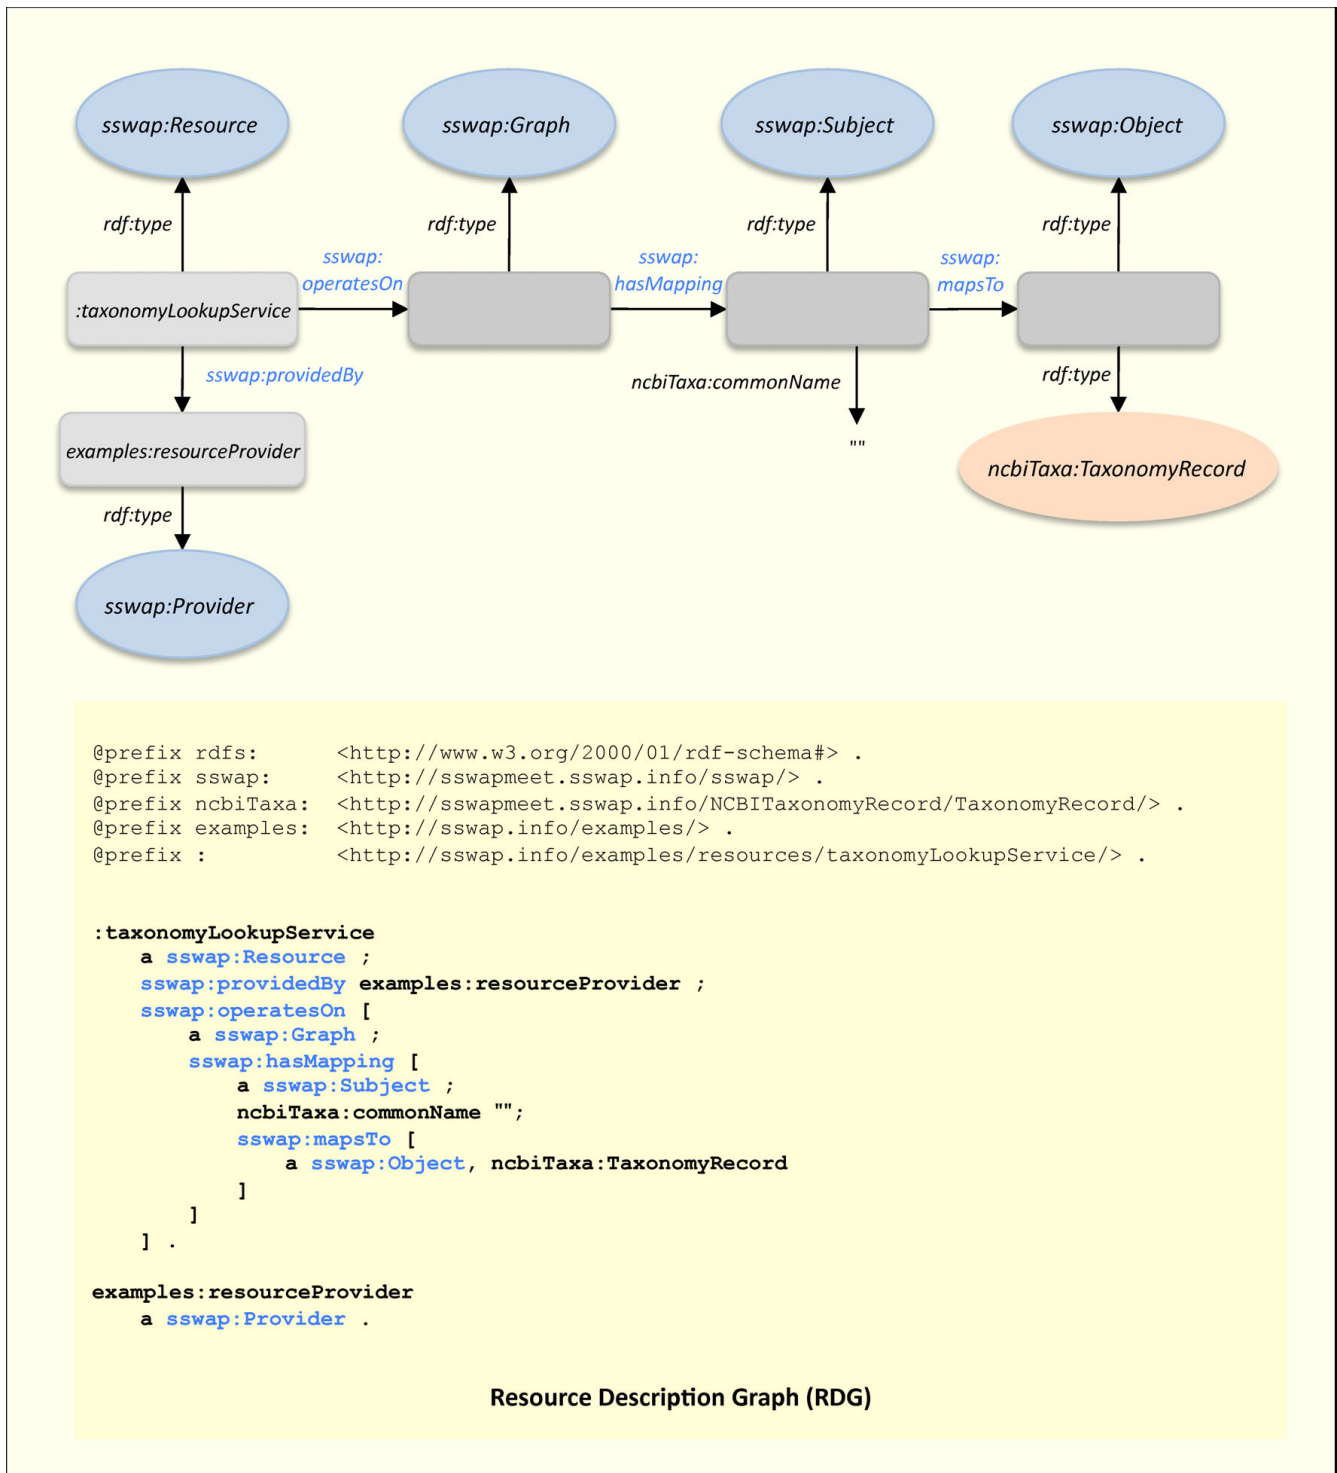 sswap:Resource
sswap:Graph
sswap:Subject
sswap:Object
rdf:type
rdf:type
rdf:type
rdf:type
sswap:
operatesOn
sswap:
hasMapping
sswap:
mapsTo
:taxonomyLookupService
sswap:providedBy
ncbiTaxa:commonName
rdf:type
""
examples:resourceProvider
ncbiTaxa:TaxonomyRecord
rdf:type
sswap:Provider
@prefix rdfs: <http://www.w3.org/2000/01/rdf-schema#> .
@prefix sswap: <http://sswapmeet.sswap.info/sswap/> .
@prefix ncbiTaxa: <http://sswapmeet.sswap.info/NCBITaxonomyRecord/TaxonomyRecord/> .
@prefix examples: <http://sswap.info/examples/> .
@prefix : <http://sswap.info/examples/resources/taxonomyLookupService/> .
:taxonomyLookupService
a sswap:Resource ;
sswap:providedBy examples:resourceProvider ;
sswap:operatesOn [
a sswap:Graph ;
sswap:hasMapping [
a sswap:Subject ;
ncbiTaxa:commonName "";
sswap:mapsTo [
a sswap:Object, ncbiTaxa:TaxonomyRecord
]
]
] .
examples:resourceProvider
a sswap:Provider .
Resource Description Graph (RDG)